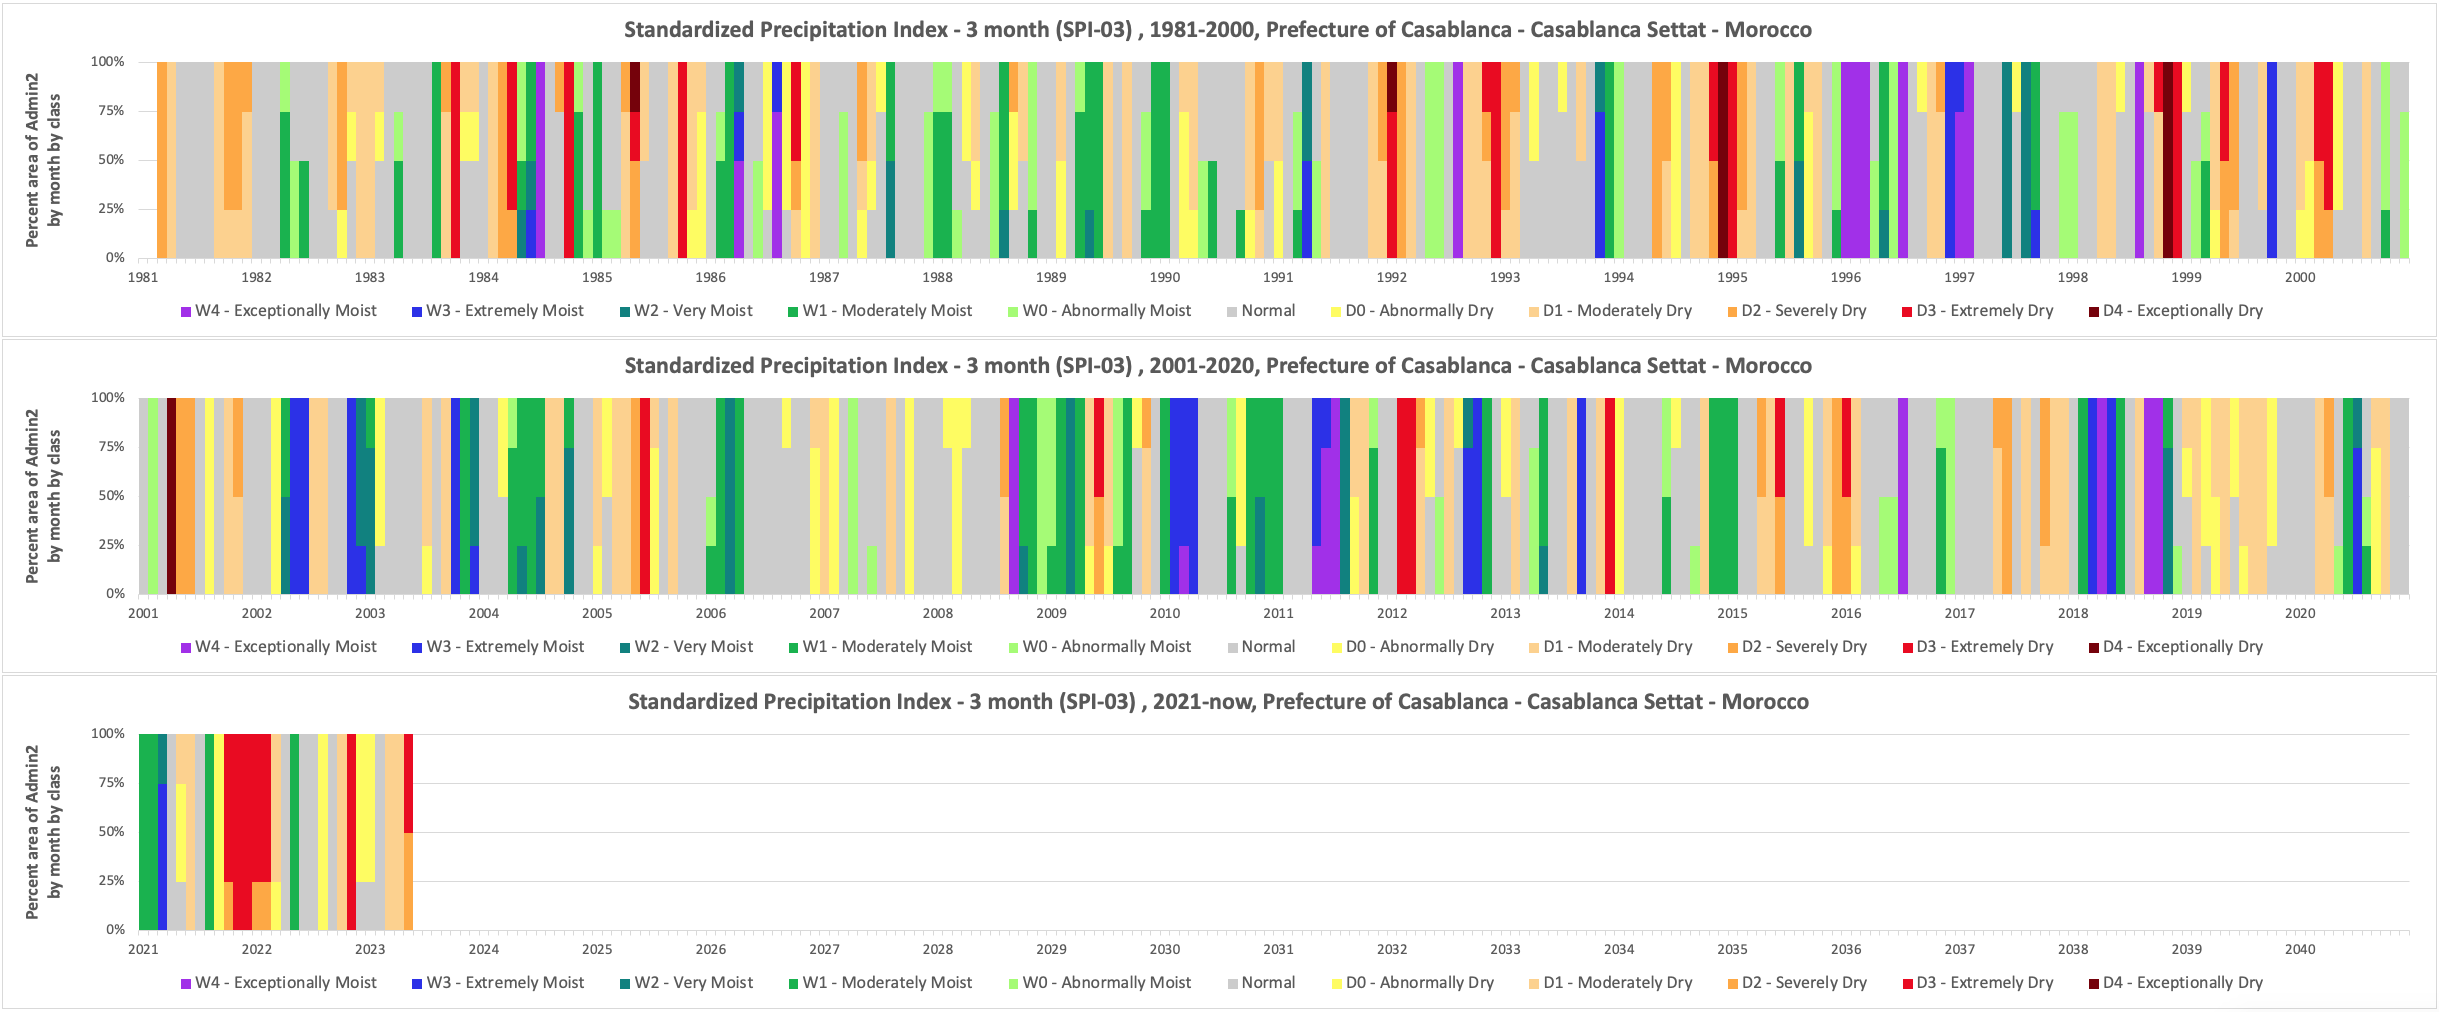 Standardized Precipitation Index - 3 month (SPI-03) , 1981-2000, Prefecture of Casablanca - Casablanca Settat - Morocco
Percent area of Admin2
by month by class
100%
75%
50%
25%
0%
1981 1982 1983 1984 1985 1986 1987 1988 1989 1990 1991 1992 1993 1994 1995 1996 1997 1998 1999 2000
W4 - Exceptionally Moist W3 - Extremely Moist W2 - Very Moist W1 - Moderately Moist W0 - Abnormally Moist Normal D0 - Abnormally Dry D1 - Moderately Dry D2 - Severely Dry D3 - Extremely Dry D4 - Exceptionally Dry
Standardized Precipitation Index - 3 month (SPI-03) , 2001-2020, Prefecture of Casablanca - Casablanca Settat - Morocco
Percent area of Admin2
by month by class
100%
75%
50%
25%
0%
2001 2002 2003 2004 2005 2006 2007 2008 2009 2010 2011 2012 2013 2014 2015 2016 2017 2018 2019 2020
W4 - Exceptionally Moist W3 - Extremely Moist W2 - Very Moist W1 - Moderately Moist W0 - Abnormally Moist Normal D0 - Abnormally Dry D1 - Moderately Dry D2 - Severely Dry D3 - Extremely Dry D4 - Exceptionally Dry
Standardized Precipitation Index - 3 month (SPI-03) , 2021-now, Prefecture of Casablanca - Casablanca Settat - Morocco
Percent area of Admin2
by month by class
100%
75%
50%
25%
0%
2021 2022 2023 2024 2025 2026 2027 2028 2029 2030 2031 2032 2033 2034 2035 2036 2037 2038 2039 2040
W4 - Exceptionally Moist W3 - Extremely Moist W2 - Very Moist W1 - Moderately Moist W0 - Abnormally Moist Normal D0 - Abnormally Dry D1 - Moderately Dry D2 - Severely Dry D3 - Extremely Dry D4 - Exceptionally Dry